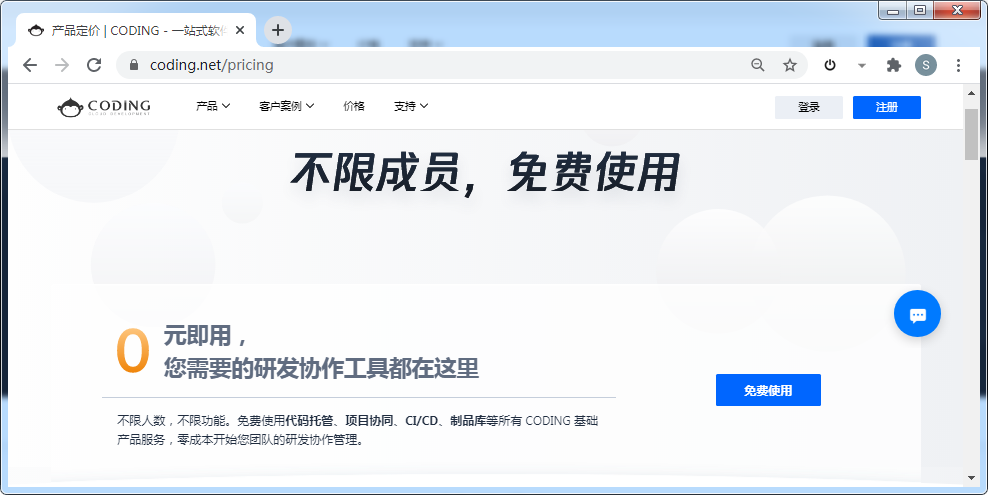 产品定价 | CODING - 一站式软件
coding.net/pricing
S
CODING
CLOUD DEVELOPMENT
产品 客户案例 价格 支持 登录 注册
不限成员，免费使用
0 元即用，
您需要的研发协作工具都在这里
免费使用
不限人数，不限功能。免费使用代码托管、项目协同、CI/CD、制品库等所有 CODING 基础
产品服务，零成本开始您团队的研发协作管理。